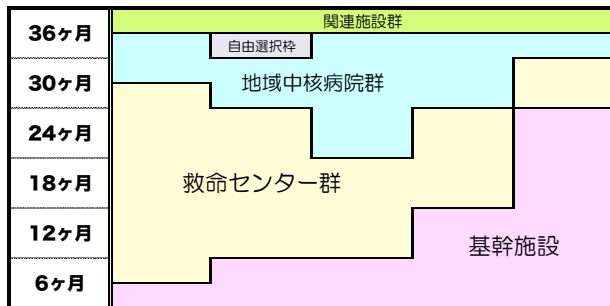 36ヶ月
関連施設群
自由選択枠
30ヶ月
地域中核病院群
24ヶ月
18ヶ月
救命センター群
12ヶ月
基幹施設
6ヶ月